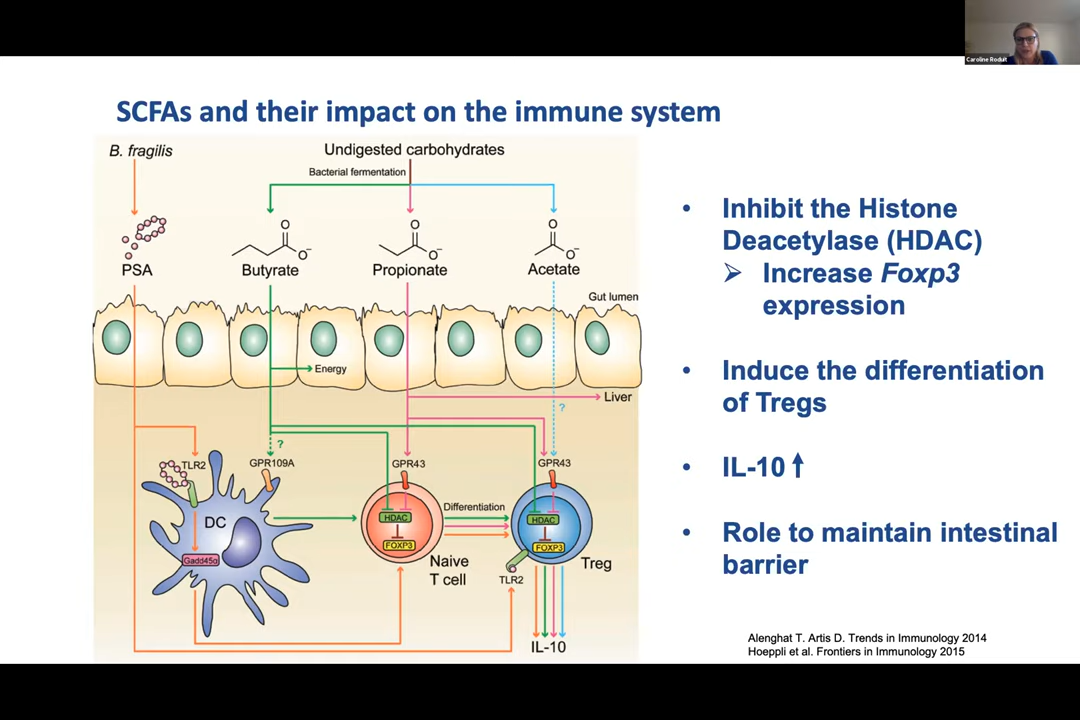 Caroline Roduit
SCFAs and their impact on the immune system
B. fragilis
Undigested carbohydrates
Bacterial fermentation
O
O
O
O−
O−
O−
PSA
Butyrate
Propionate
Acetate
Gut lumen
Energy
Liver
?
?
TLR2
GPR109A
GPR43
GPR43
DC
HDAC
Differentiation
HDAC
FOXP3
FOXP3
Gadd45α
Naive
T cell
Treg
TLR2
IL-10
• Inhibit the Histone
Deacetylase (HDAC)
➢ Increase Foxp3
expression
• Induce the differentiation
of Tregs
• IL-10
• Role to maintain intestinal
barrier
Alenghat T. Artis D. Trends in Immunology 2014
Hoeppli et al. Frontiers in Immunology 2015